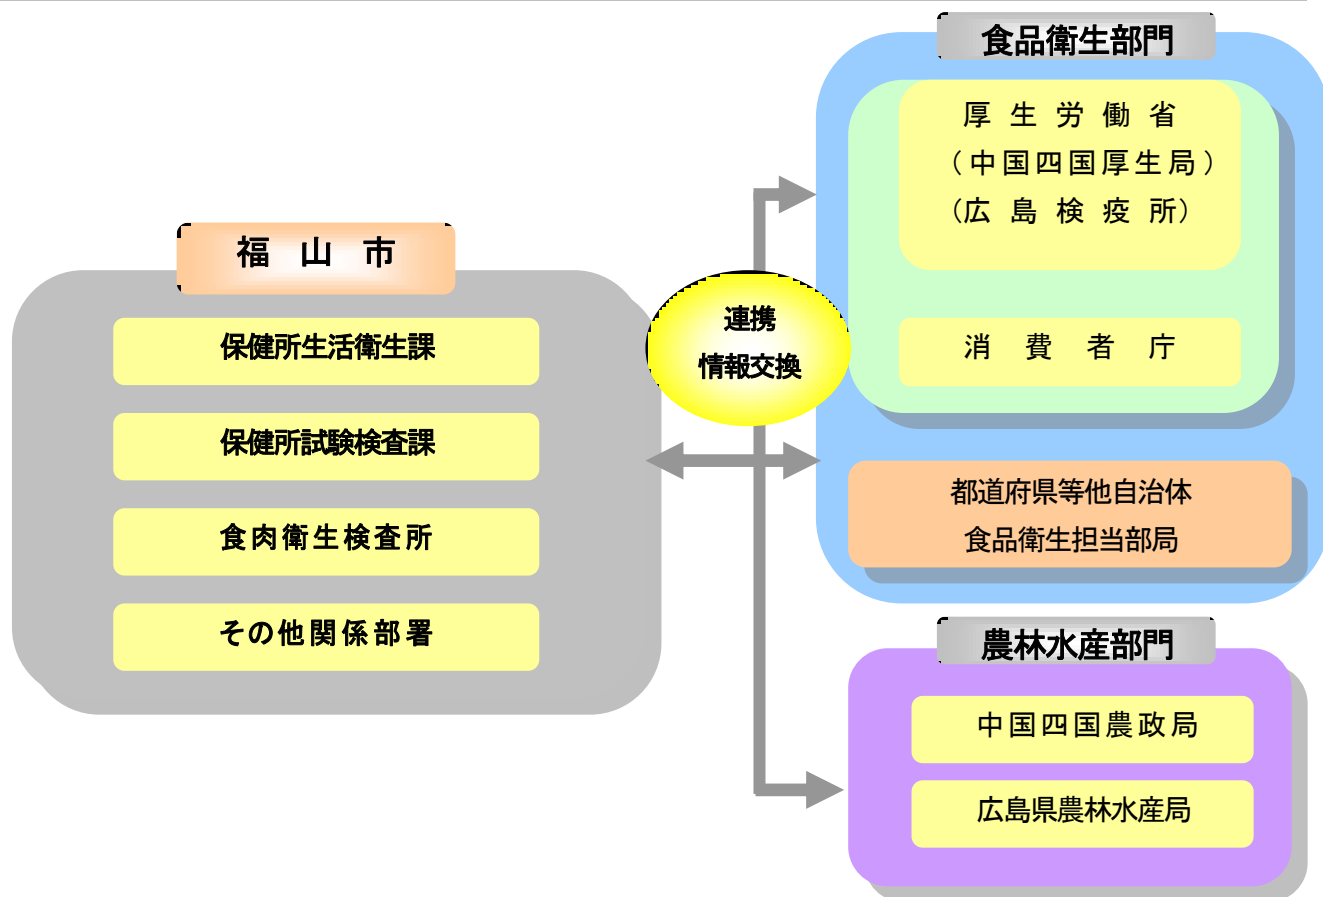 福山市
保健所生活衛生課
保健所試験検査課
食肉衛生検査所
その他関係部署
連携
情報交換
食品衛生部門
厚生労働省
（中国四国厚生局）
（広島検疫所）
消費者庁
都道府県等他自治体
食品衛生担当部局
農林水産部門
中国四国農政局
広島県農林水産局